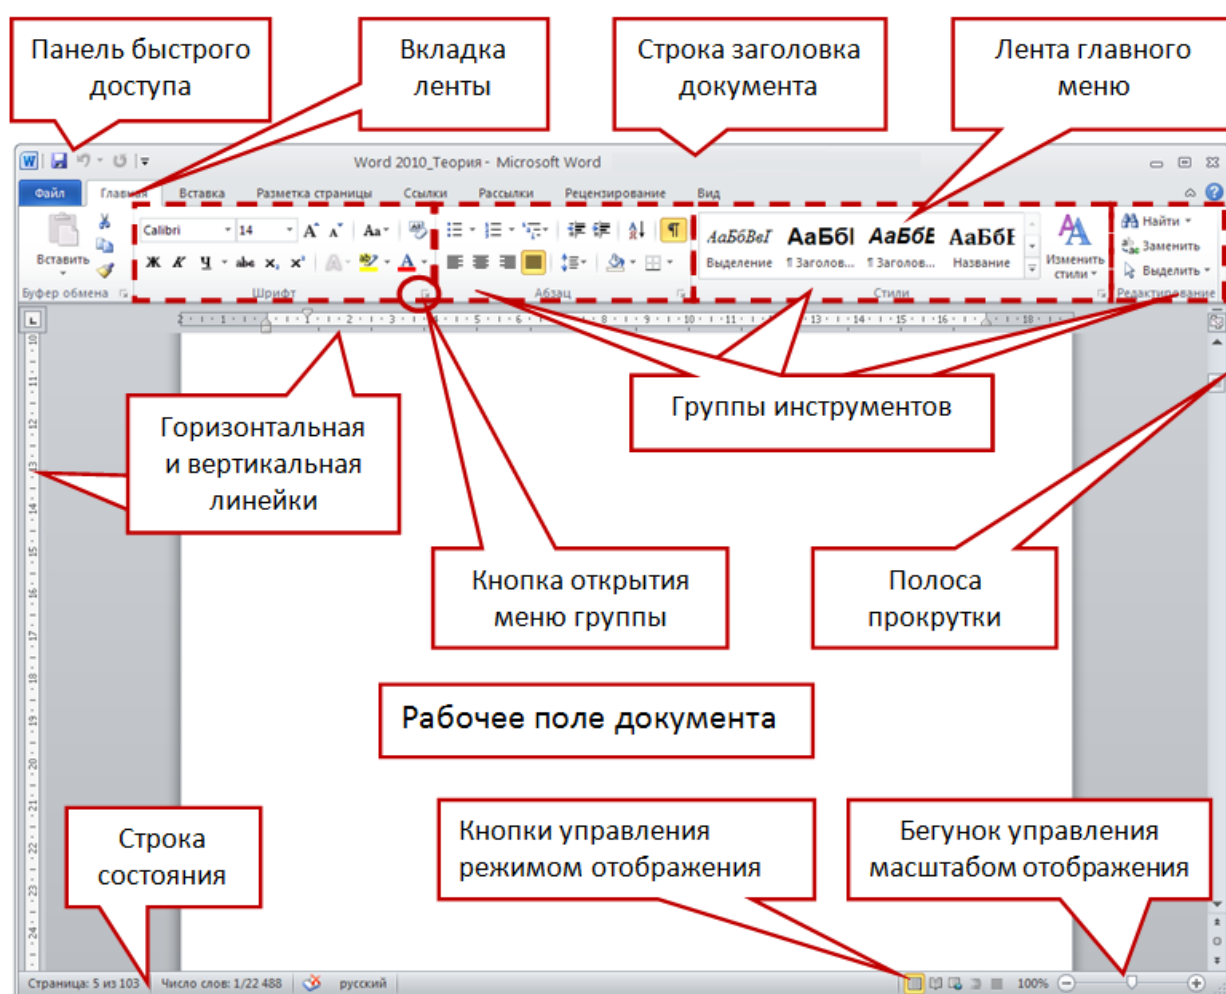 Панель быстрого
доступа
Вкладка
ленты
Строка заголовка
документа
Лента главного
меню
Word 2010_Теория - Microsoft Word
Файл Главная Вставка Разметка страницы Ссылки Рассылки Рецензирование Вид
Вставить
Буфер обмена
Calibri 14
Ж К Ч abc x₂ x²
Шрифт
Абзац
АаБбВвГ АаБбІ АаБбЕ АаБбГ
Выделение ¶ Заголов... ¶ Заголов... Название
Изменить
стили
Стили
Найти
Заменить
Выделить
Редактирование
Группы инструментов
Горизонтальная
и вертикальная
линейки
Кнопка открытия
меню группы
Полоса
прокрутки
Рабочее поле документа
Строка
состояния
Кнопки управления
режимом отображения
Бегунок управления
масштабом отображения
Страница: 5 из 103 Число слов: 1/22 488 русский 100%